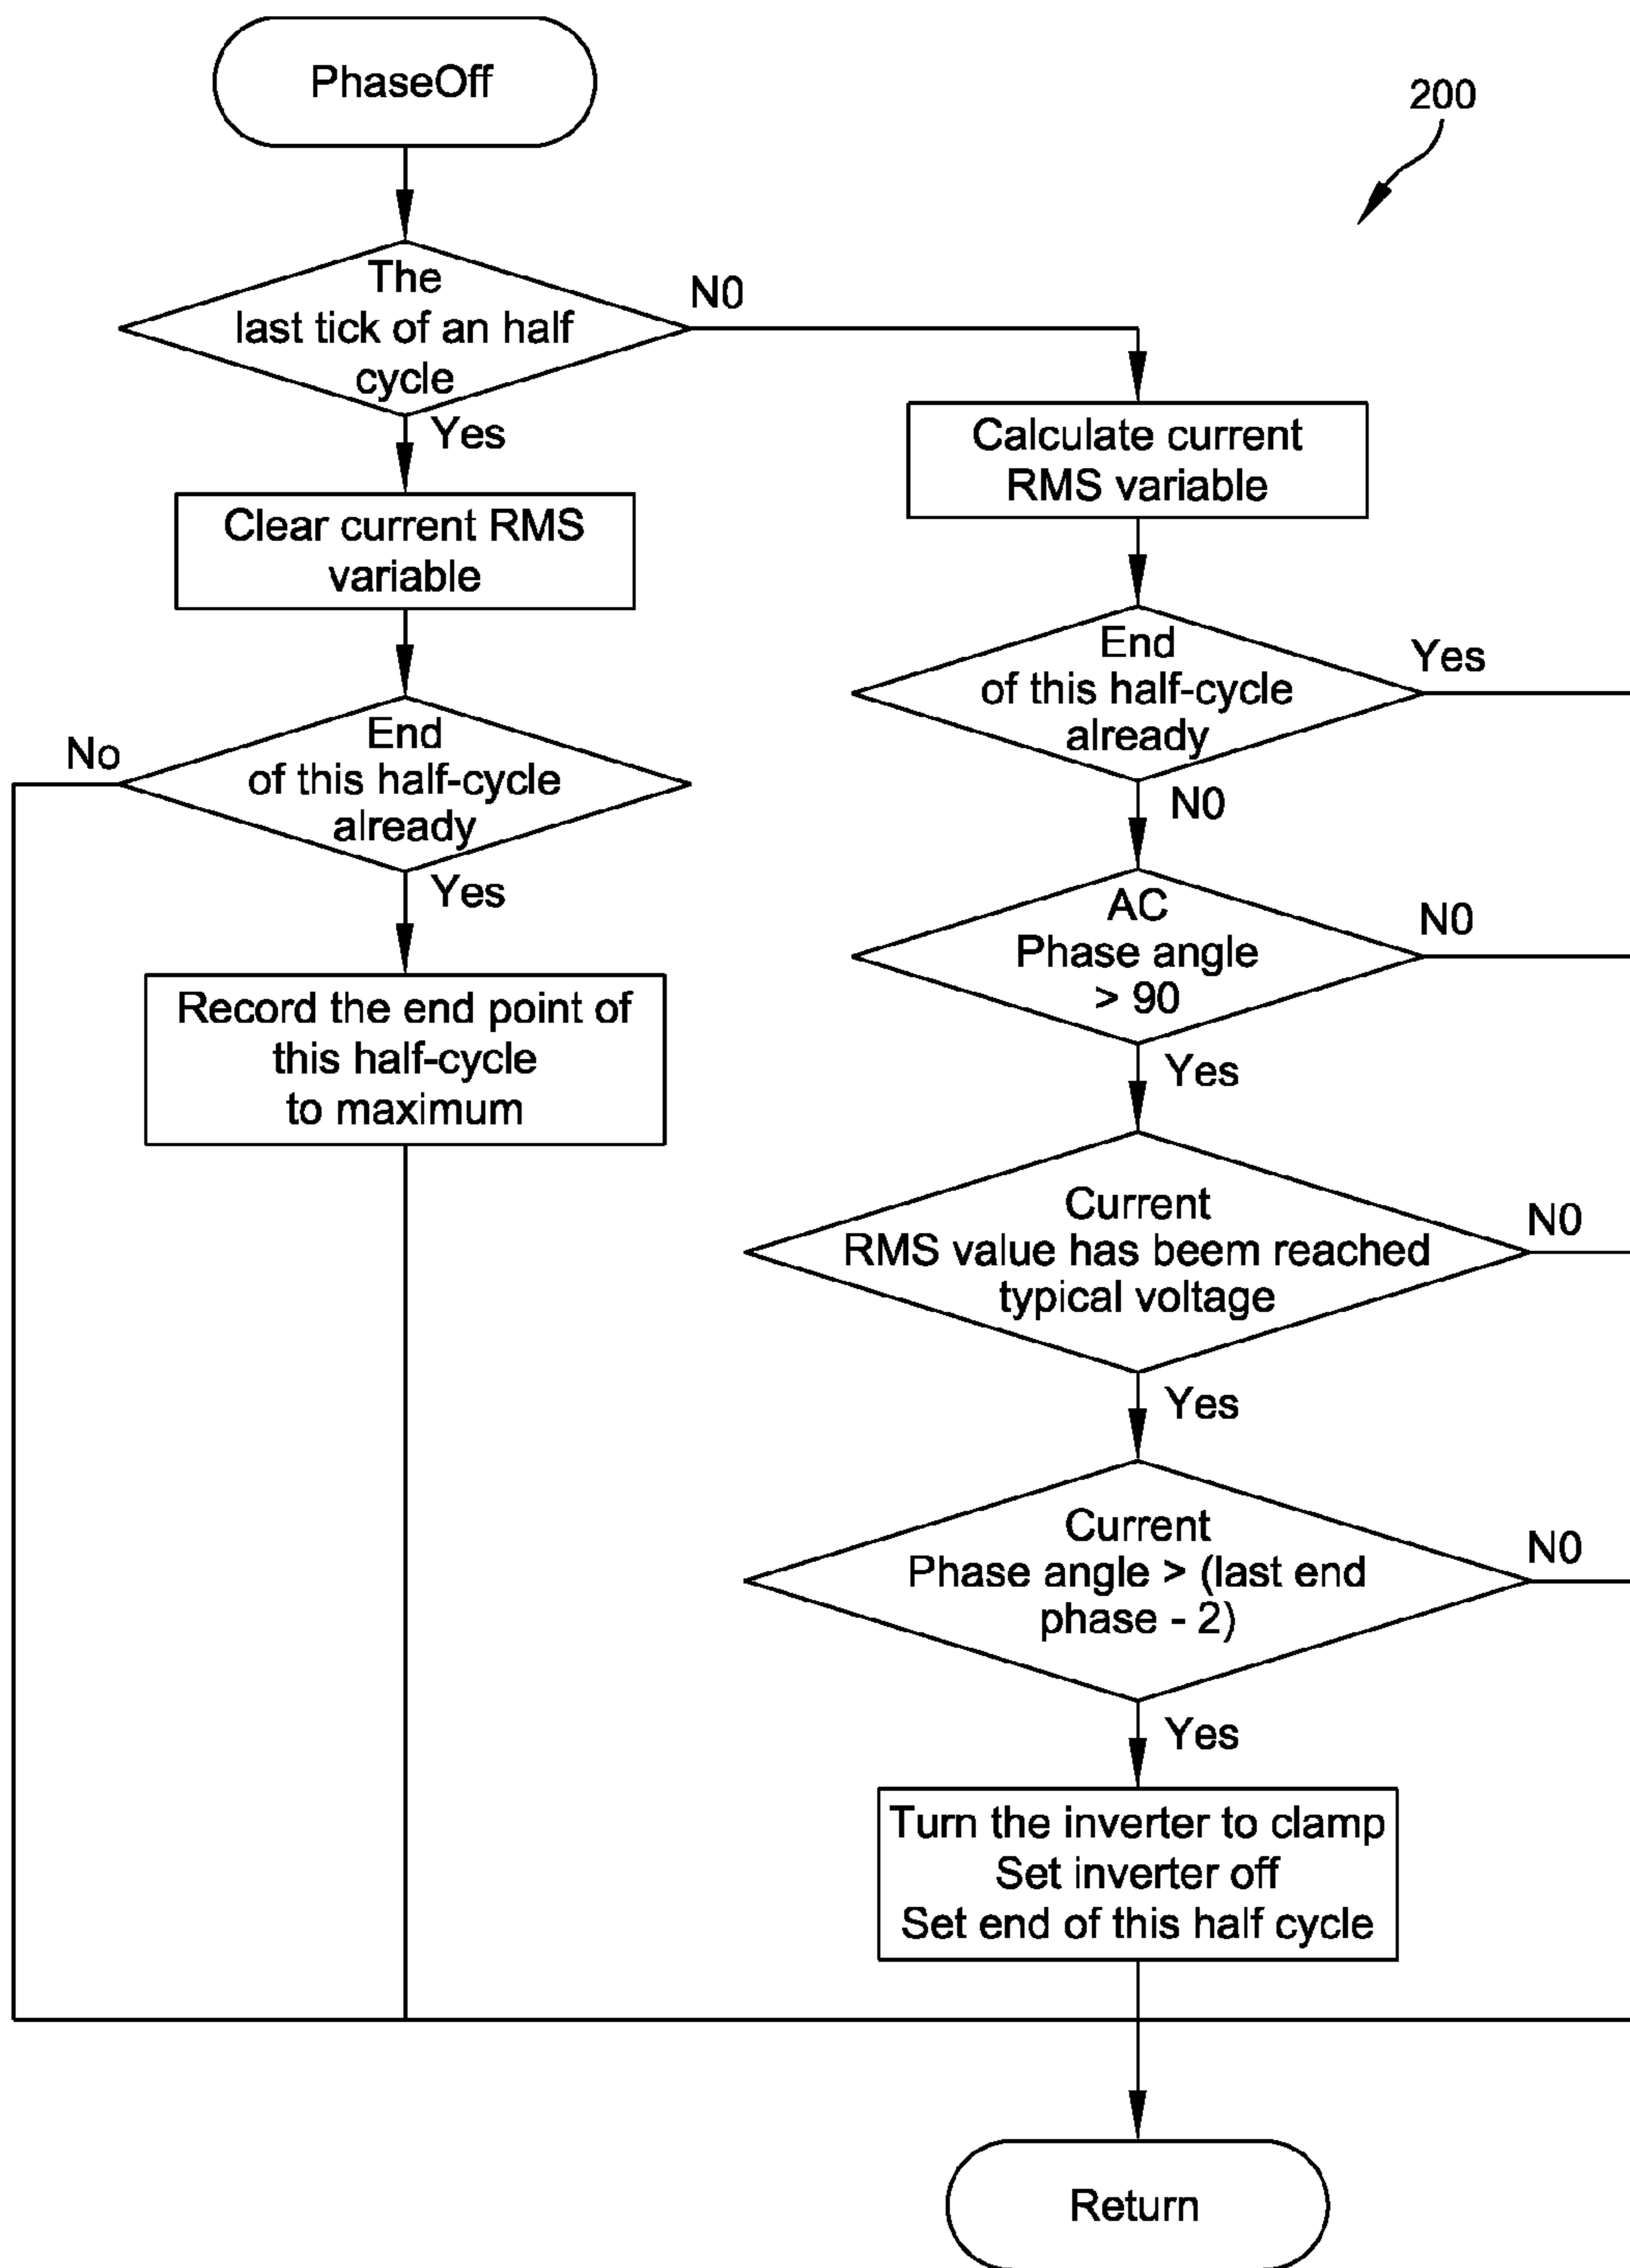 PhaseOff
200
The
last tick of an half
cycle
N0
Yes
Clear current RMS
variable
End
of this half-cycle
already
No
Yes
Record the end point of
this half-cycle
to maximum
Calculate current
RMS variable
End
of this half-cycle
already
Yes
N0
AC
Phase angle
> 90
N0
Yes
Current
RMS value has beem reached
typical voltage
N0
Yes
Current
Phase angle > (last end
phase - 2)
N0
Yes
Turn the inverter to clamp
Set inverter off
Set end of this half cycle
Return